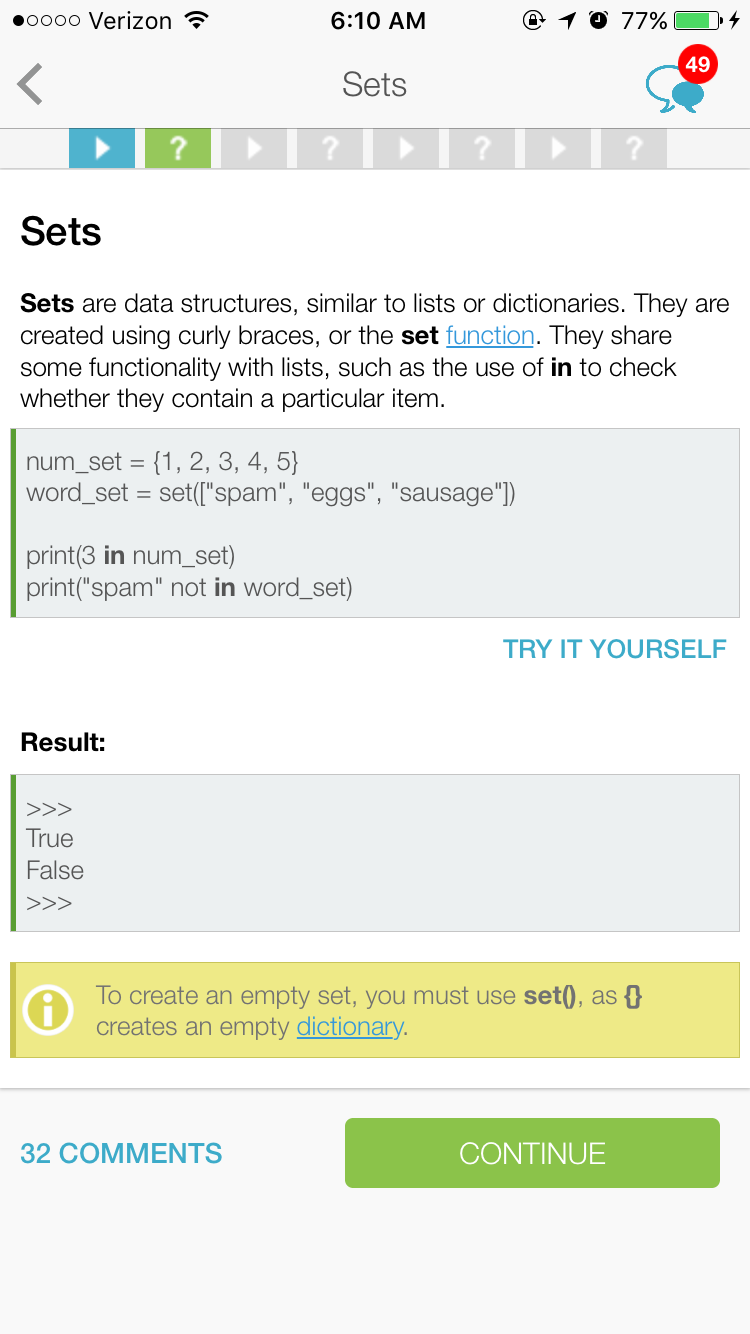 Verizon 6:10 AM 77%
Sets 49
? ? ? ?
Sets
Sets are data structures, similar to lists or dictionaries. They are
created using curly braces, or the set function. They share
some functionality with lists, such as the use of in to check
whether they contain a particular item.
num_set = {1, 2, 3, 4, 5}
word_set = set(["spam", "eggs", "sausage"])
print(3 in num_set)
print("spam" not in word_set)
TRY IT YOURSELF
Result:
>>>
True
False
>>>
To create an empty set, you must use set(), as {}
creates an empty dictionary.
32 COMMENTS CONTINUE